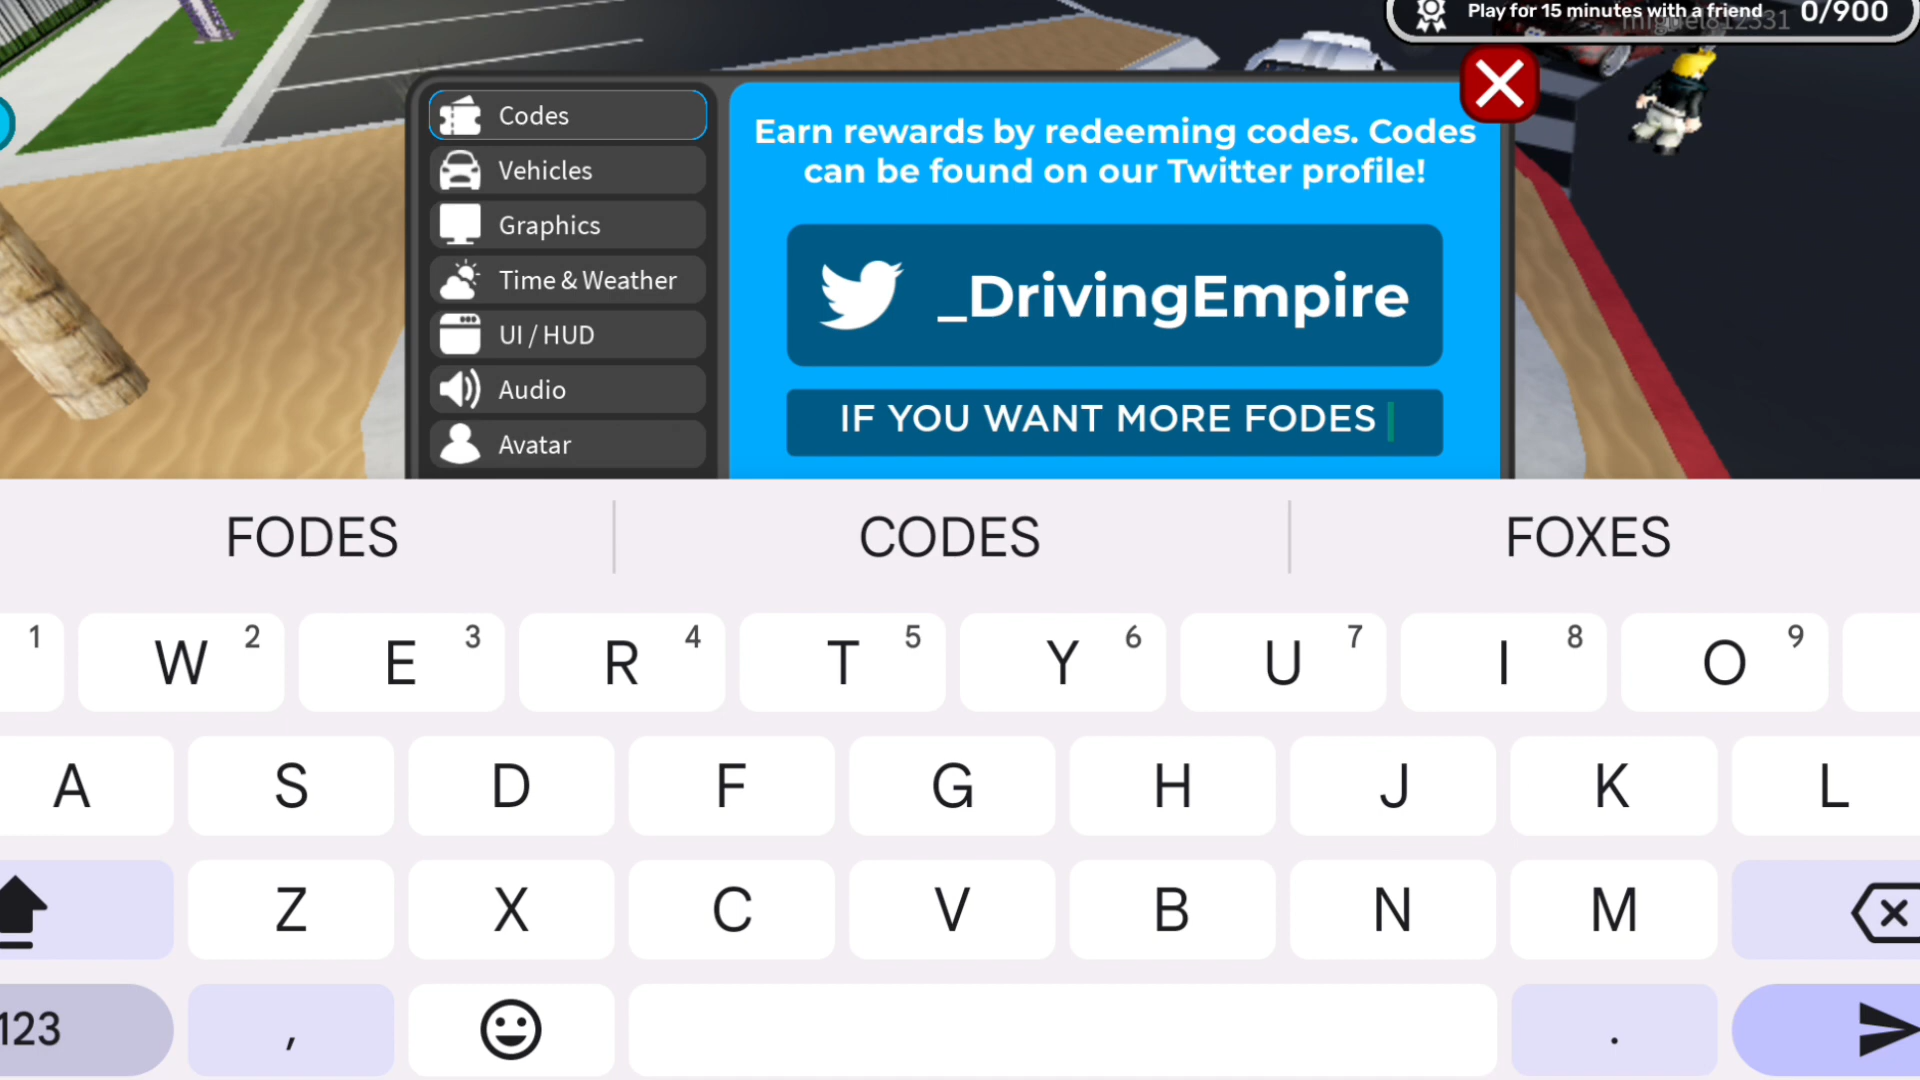 Play for 15 minutes with a friend 0/900
miguel812331
Codes
Vehicles
Graphics
Time & Weather
UI / HUD
Audio
Avatar
Earn rewards by redeeming codes. Codes
can be found on our Twitter profile!
_DrivingEmpire
IF YOU WANT MORE FODES
FODES CODES FOXES
1 W 2 E 3 R 4 T 5 Y 6 U 7 I 8 O 9
A S D F G H J K L
Z X C V B N M
123 , .